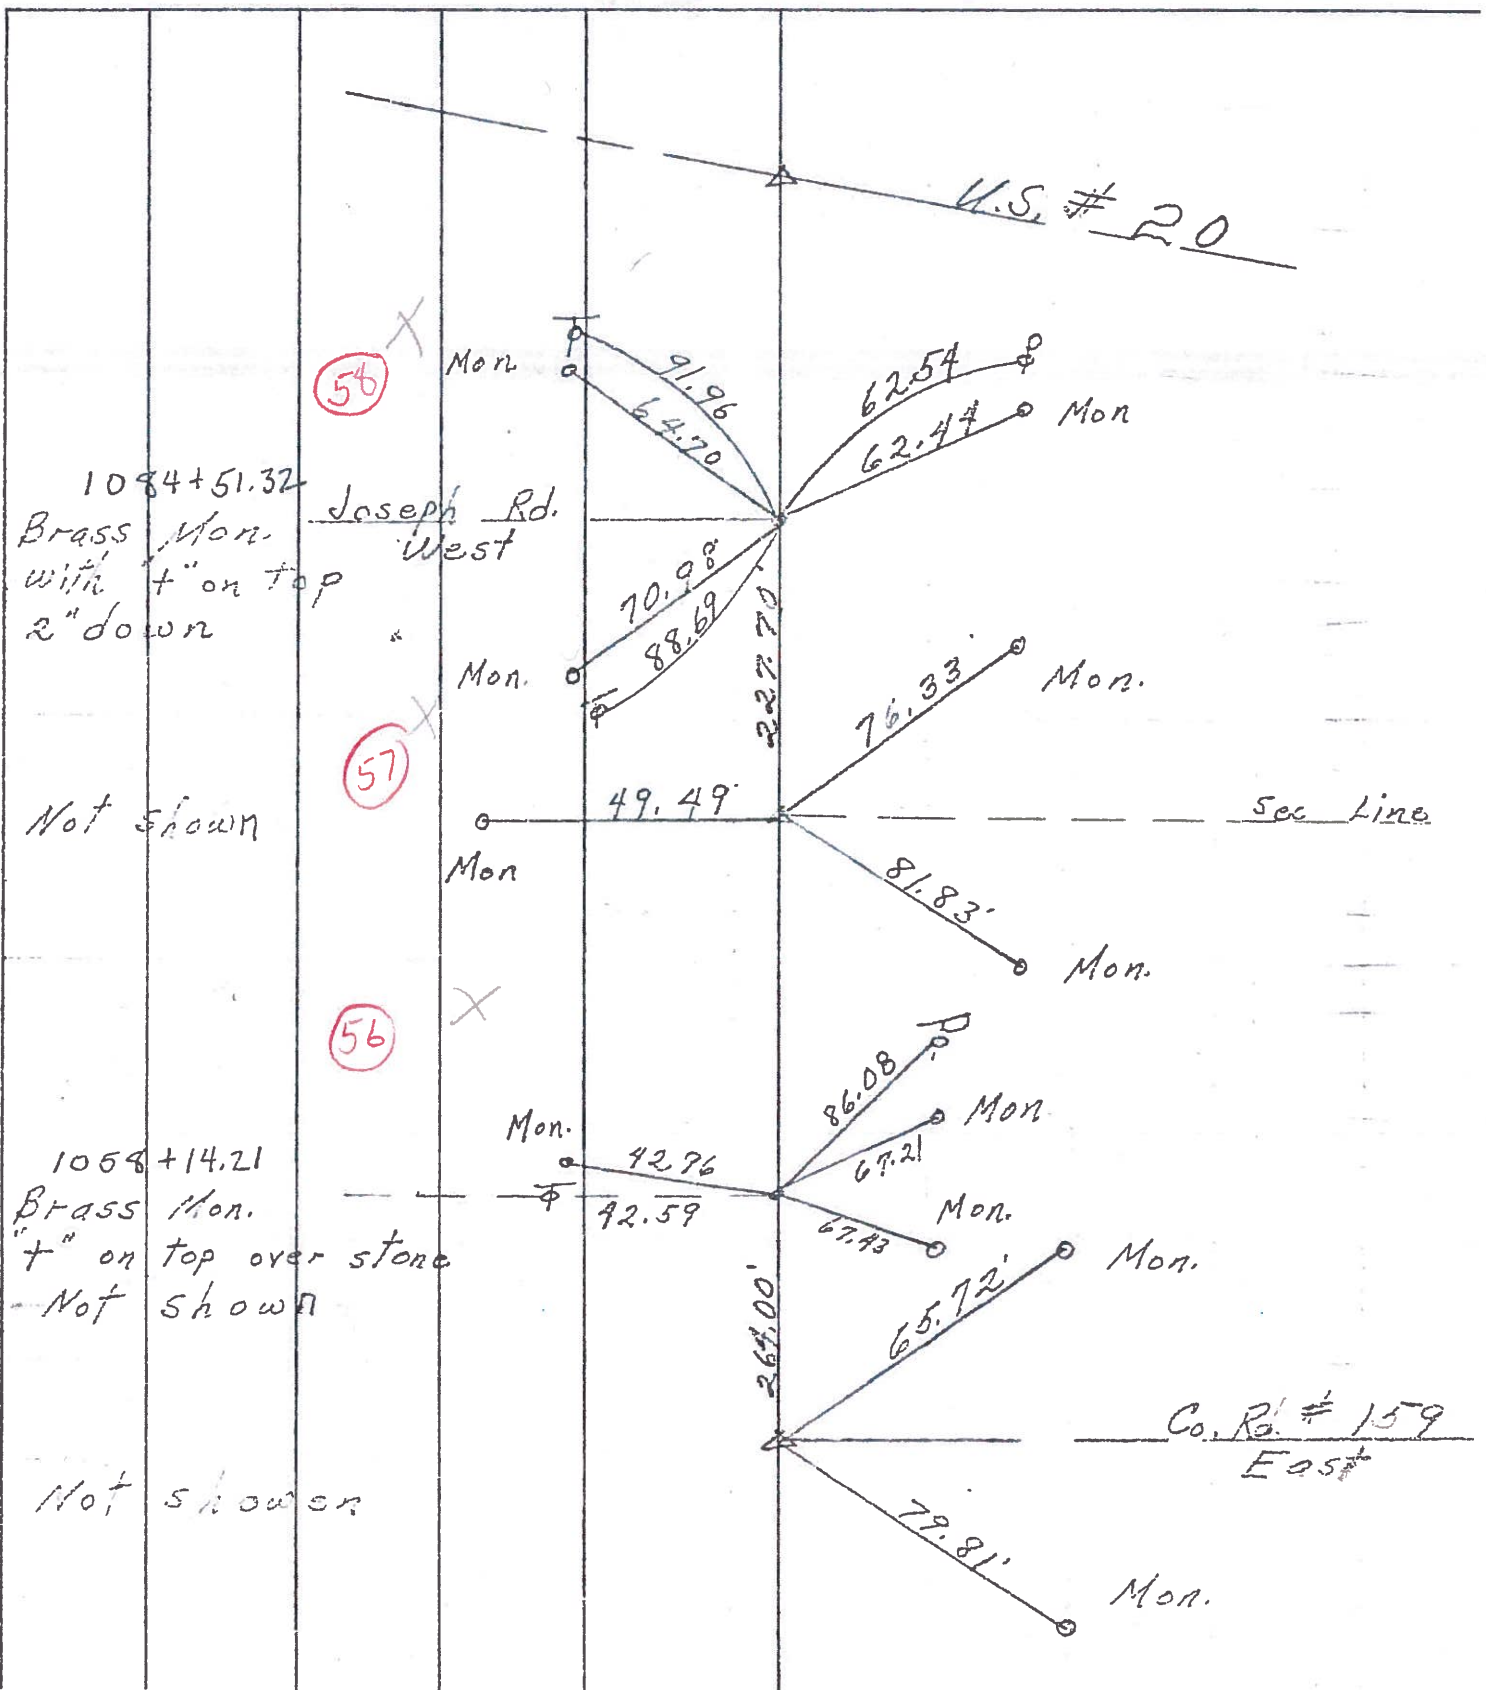 U.S. # 20
58
Mon.
91.96
64.70
62.54
62.44
Mon
1084+51.32
Brass Mon.
with "+" on top
2" down
Joseph Rd.
West
70.98
88.69
Mon.
227.70'
76.33'
Mon.
57
Not shown
49.49'
Mon
Sec Line
81.83'
Mon.
56
86.08
Mon.
67.21
Mon.
42.76
42.59
67.43
Mon.
1058+14.21
Brass Mon.
"+" on top over stone
Not shown
264.00'
65.72'
Mon.
Co. Rd. # 159
East
Not showen
79.81'
Mon.